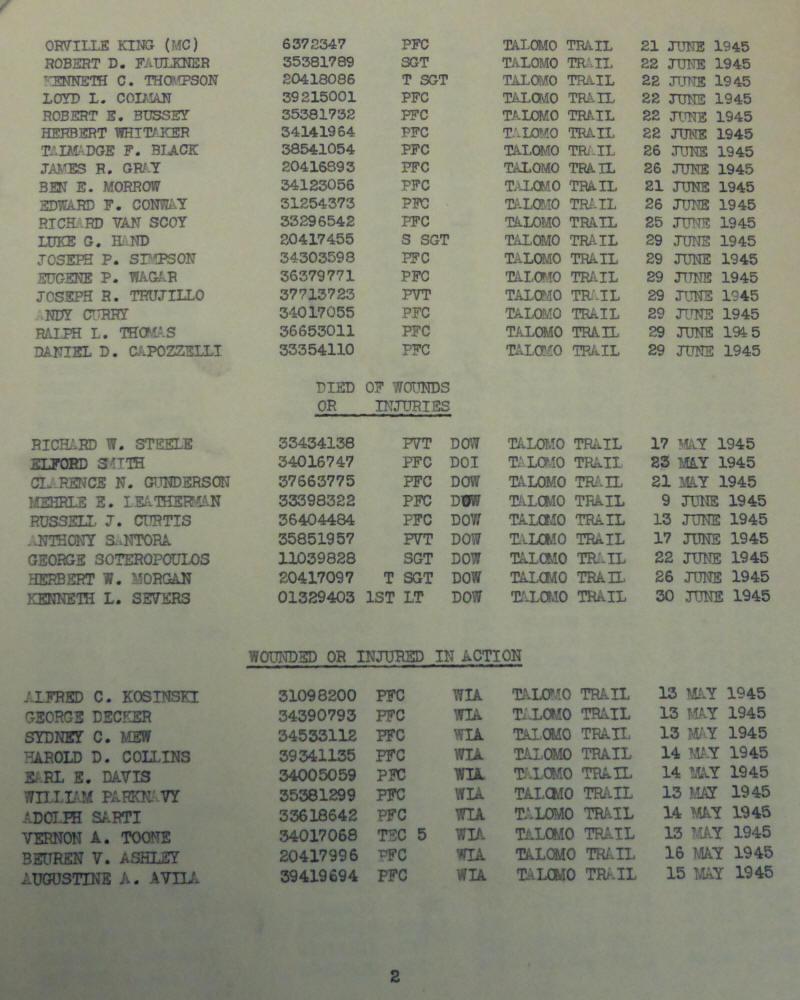 ORVILLE KING (MC) 6372347 PFC TALOMO TRAIL 21 JUNE 1945
ROBERT D. FAULKNER 35381789 SGT TALOMO TRAIL 22 JUNE 1945
KENNETH C. THOMPSON 20418086 T SGT TALOMO TRAIL 22 JUNE 1945
LOYD L. COLMAN 39215001 PFC TALOMO TRAIL 22 JUNE 1945
ROBERT E. BUSSEY 35381732 PFC TALOMO TRAIL 22 JUNE 1945
HERBERT WHITAKER 34141964 PFC TALOMO TRAIL 22 JUNE 1945
TALMADGE F. BLACK 38541054 PFC TALOMO TRAIL 26 JUNE 1945
JAMES R. GRAY 20416893 PFC TALOMO TRAIL 26 JUNE 1945
BEN E. MORROW 34123056 PFC TALOMO TRAIL 21 JUNE 1945
EDWARD F. CONWAY 31254373 PFC TALOMO TRAIL 26 JUNE 1945
RICHARD VAN SCOY 33296542 PFC TALOMO TRAIL 25 JUNE 1945
LUKE G. HAND 20417455 S SGT TALOMO TRAIL 29 JUNE 1945
JOSEPH P. SIMPSON 34303598 PFC TALOMO TRAIL 29 JUNE 1945
EUGENE P. WAGAR 36379771 PFC TALOMO TRAIL 29 JUNE 1945
JOSEPH R. TRUJILLO 37713723 PVT TALOMO TRAIL 29 JUNE 1945
ANDY CURRY 34017055 PFC TALOMO TRAIL 29 JUNE 1945
RALPH L. THOMAS 36653011 PFC TALOMO TRAIL 29 JUNE 1945
DANIEL D. CAPOZZELLI 33354110 PFC TALOMO TRAIL 29 JUNE 1945
DIED OF WOUNDS
OR INJURIES
RICHARD W. STEELE 33434138 PVT DOW TALOMO TRAIL 17 MAY 1945
ELFORD SMITH 34016747 PFC DOI TALOMO TRAIL 23 MAY 1945
CLARENCE N. GUNDERSON 37663775 PFC DOW TALOMO TRAIL 21 MAY 1945
MEHRLE E. LEATHERMAN 33398322 PFC DOW TALOMO TRAIL 9 JUNE 1945
RUSSELL J. CURTIS 36404484 PFC DOW TALOMO TRAIL 13 JUNE 1945
ANTHONY SANTORA 35851957 PVT DOW TALOMO TRAIL 17 JUNE 1945
GEORGE SOTEROPOULOS 11039828 SGT DOW TALOMO TRAIL 22 JUNE 1945
HERBERT W. MORGAN 20417097 T SGT DOW TALOMO TRAIL 26 JUNE 1945
KENNETH L. SEVERS 01329403 1ST LT DOW TALOMO TRAIL 30 JUNE 1945
WOUNDED OR INJURED IN ACTION
ALFRED C. KOSINSKI 31098200 PFC WIA TALOMO TRAIL 13 MAY 1945
GEORGE DECKER 34390793 PFC WIA TALOMO TRAIL 13 MAY 1945
SYDNEY C. MEW 34533112 PFC WIA TALOMO TRAIL 13 MAY 1945
HAROLD D. COLLINS 39341135 PFC WIA TALOMO TRAIL 14 MAY 1945
EARL E. DAVIS 34005059 PFC WIA TALOMO TRAIL 14 MAY 1945
WILLIAM PARKNAVY 35381299 PFC WIA TALOMO TRAIL 13 MAY 1945
ADOLPH SARTI 33618642 PFC WIA TALOMO TRAIL 14 MAY 1945
VERNON A. TOONE 34017068 TEC 5 WIA TALOMO TRAIL 13 MAY 1945
BEUREN V. ASHLEY 20417996 PFC WIA TALOMO TRAIL 16 MAY 1945
AUGUSTINE A. AVILA 39419694 PFC WIA TALOMO TRAIL 15 MAY 1945
2